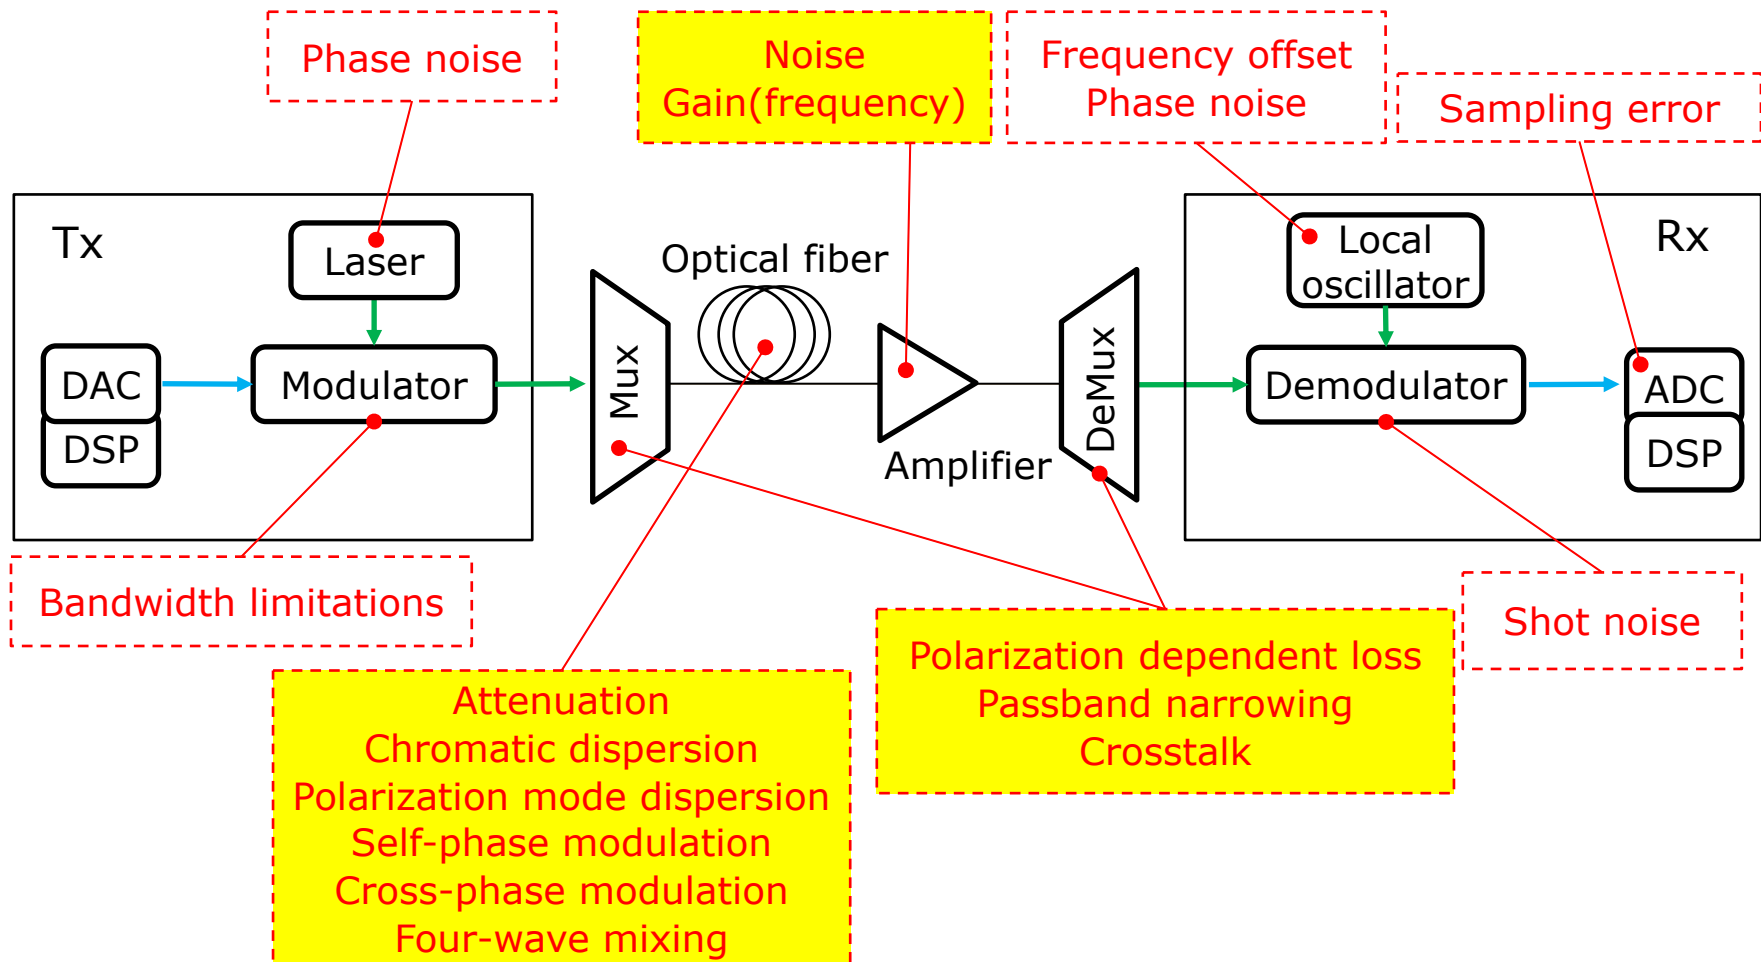 Phase noise
Noise
Gain(frequency)
Frequency offset
Phase noise
Sampling error
Tx
Laser
DAC
DSP
Modulator
Mux
Optical fiber
Amplifier
DeMux
Local
oscillator
Rx
Demodulator
ADC
DSP
Bandwidth limitations
Attenuation
Chromatic dispersion
Polarization mode dispersion
Self-phase modulation
Cross-phase modulation
Four-wave mixing
Polarization dependent loss
Passband narrowing
Crosstalk
Shot noise